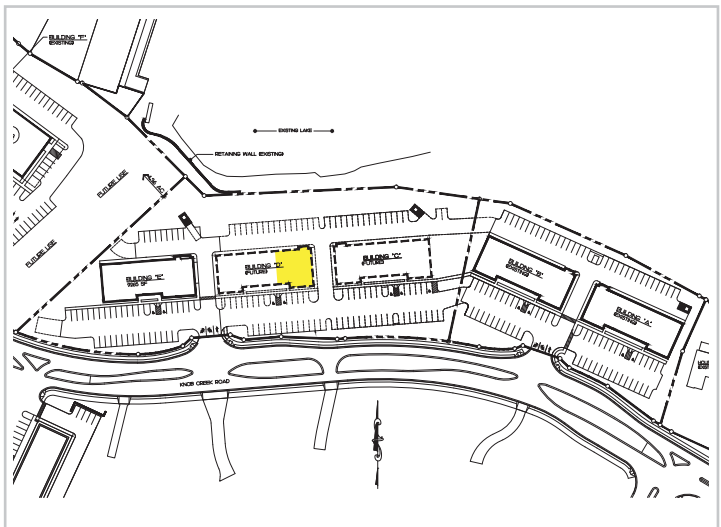 BUILDING "F"
(EXISTING)
EXISTING LAKE
RETAINING WALL (EXISTING)
FUTURE USE
FUTURE USE
BUILDING "E"
BUILDING "D"
(FUTURE)
BUILDING "C"
(FUTURE)
BUILDING "B"
(EXISTING)
BUILDING "A"
(EXISTING)
KNOB CREEK ROAD